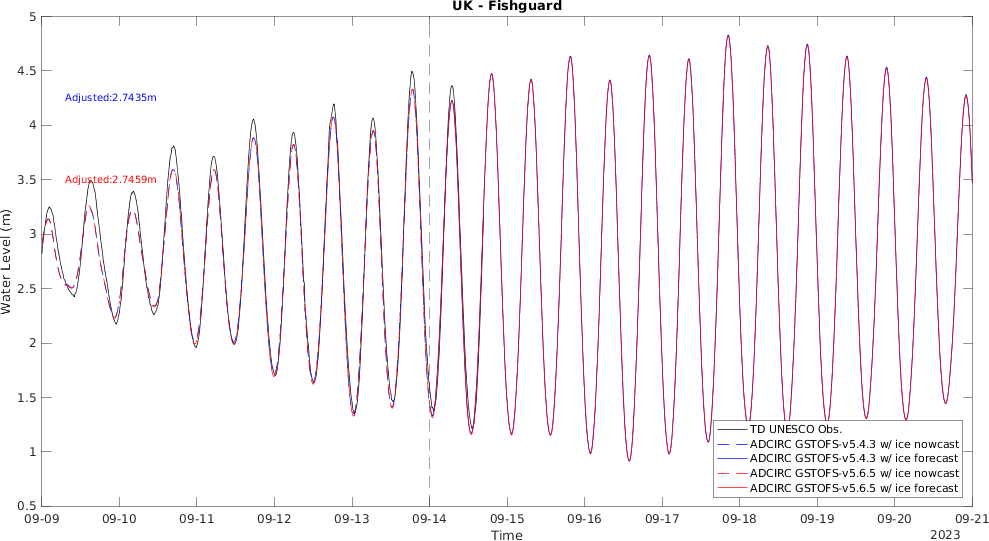 UK - Fishguard
5
4.5
4
3.5
3
2.5
2
1.5
1
0.5
Water Level (m)
Adjusted:2.7435m
Adjusted:2.7459m
TD UNESCO Obs.
ADCIRC GSTOFS-v5.4.3 w/ ice nowcast
ADCIRC GSTOFS-v5.4.3 w/ ice forecast
ADCIRC GSTOFS-v5.6.5 w/ ice nowcast
ADCIRC GSTOFS-v5.6.5 w/ ice forecast
09-09 09-10 09-11 09-12 09-13 09-14 09-15 09-16 09-17 09-18 09-19 09-20 09-21
Time
2023